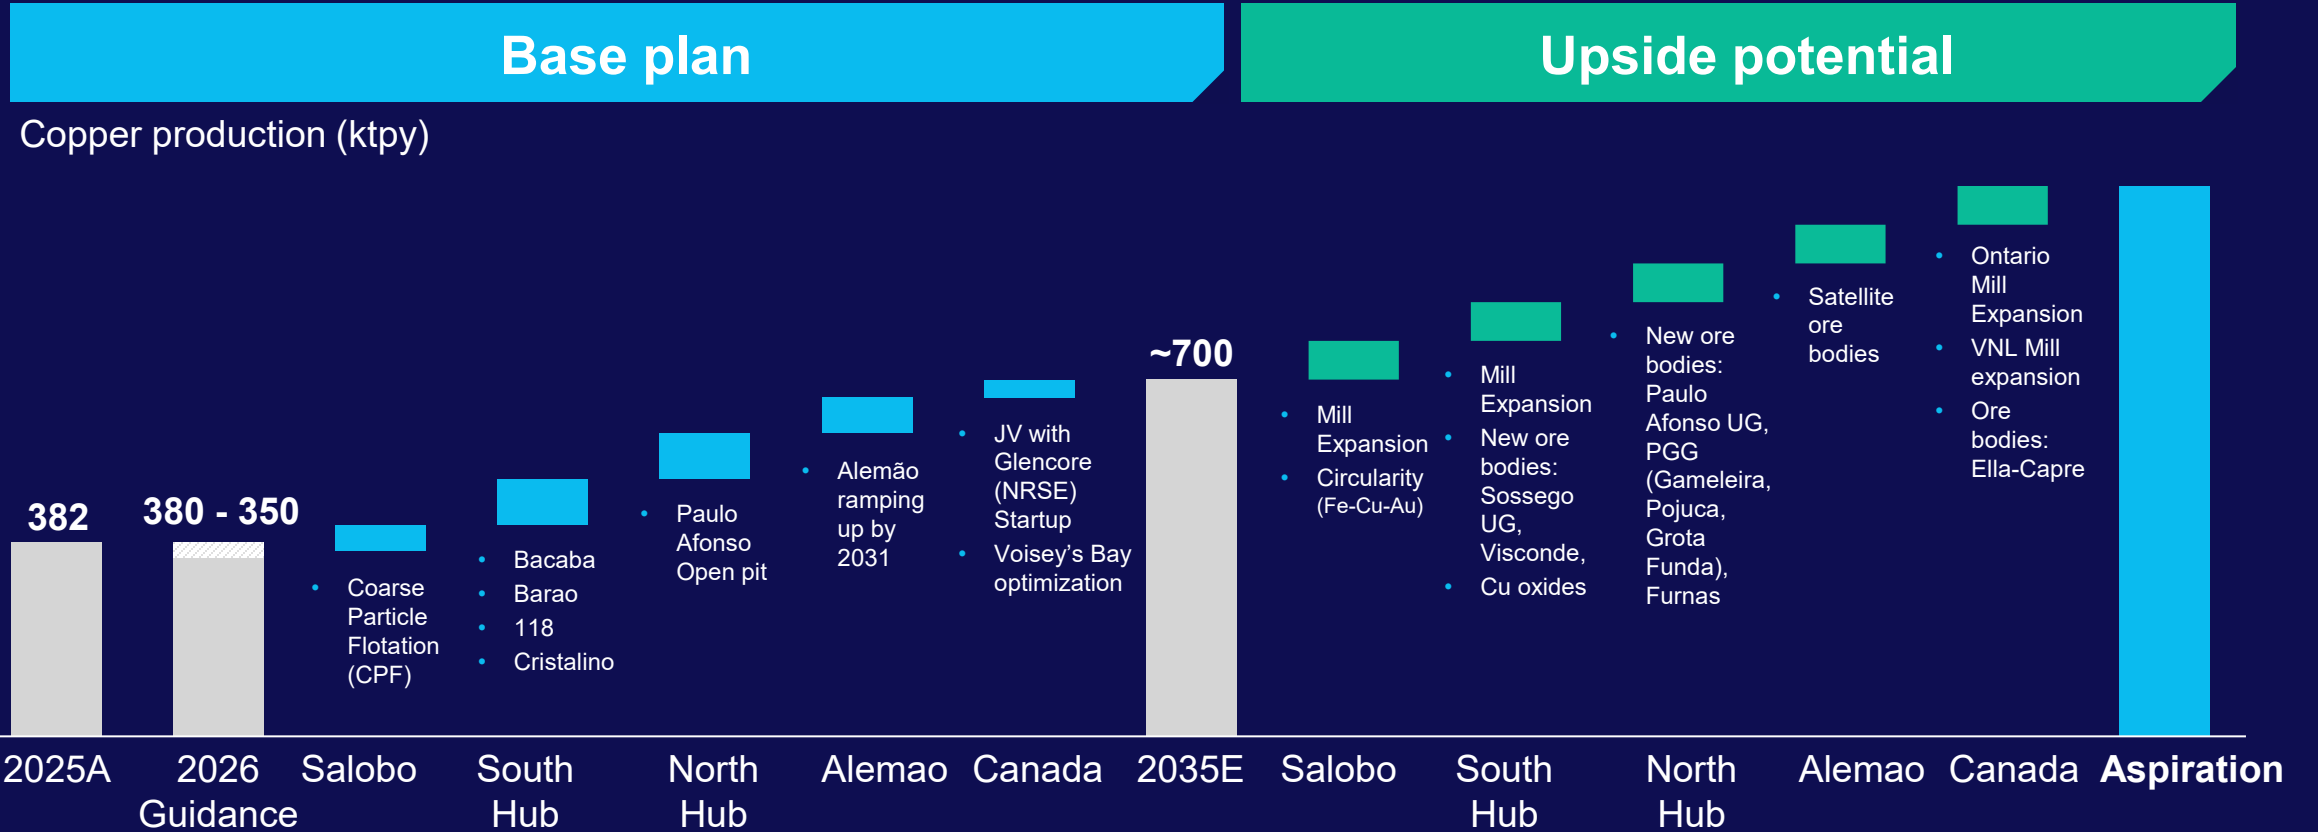 Base plan
Upside potential
Copper production (ktpy)
382
380 - 350
• Coarse
Particle
Flotation
(CPF)
• Bacaba
• Barao
• 118
• Cristalino
• Paulo
Afonso
Open pit
• Alemão
ramping
up by
2031
• JV with
Glencore
(NRSE)
Startup
• Voisey’s Bay
optimization
~700
• Mill
Expansion
• Circularity
(Fe-Cu-Au)
• Mill
Expansion
• New ore
bodies:
Sossego
UG,
Visconde,
• Cu oxides
• New ore
bodies:
Paulo
Afonso UG,
PGG
(Gameleira,
Pojuca,
Grota
Funda),
Furnas
• Satellite
ore
bodies
• Ontario
Mill
Expansion
• VNL Mill
expansion
• Ore
bodies:
Ella-Capre
2025A
2026
Guidance
Salobo
South
Hub
North
Hub
Alemao
Canada
2035E
Salobo
South
Hub
North
Hub
Alemao
Canada
Aspiration